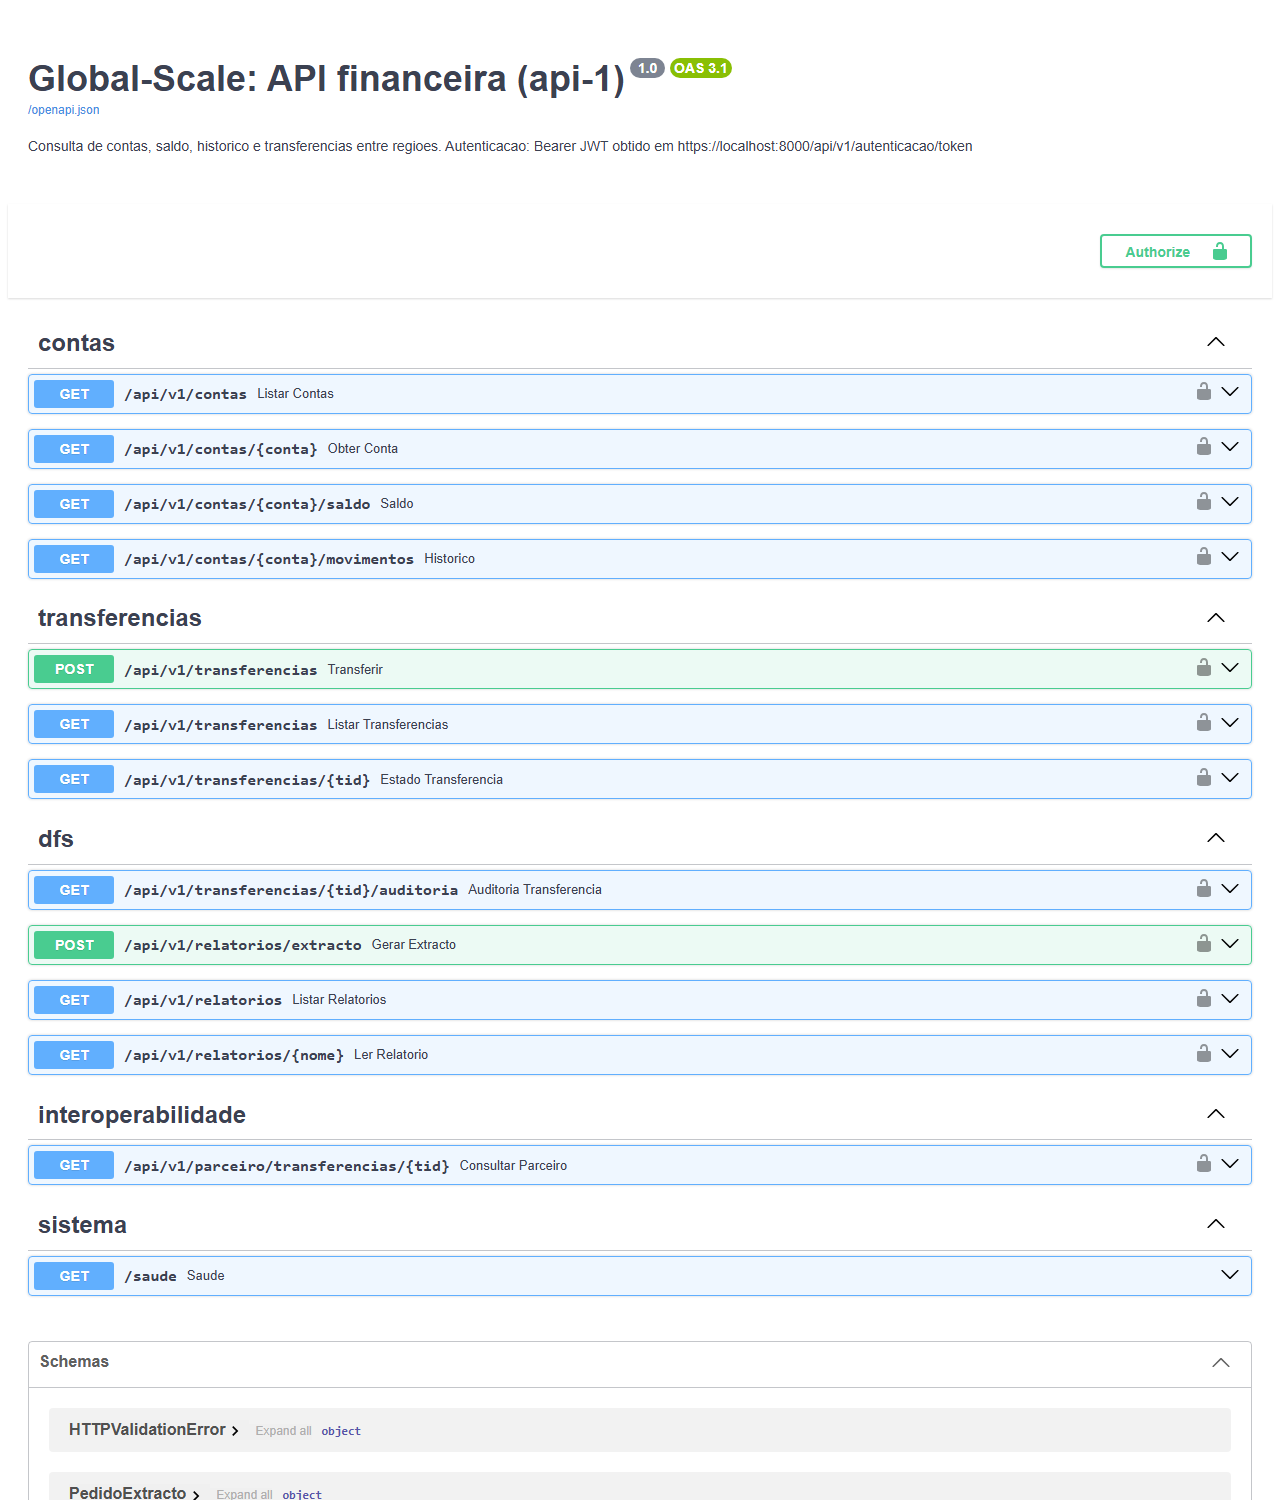 Global-Scale: API financeira (api-1) 1.0 OAS 3.1
/openapi.json
Consulta de contas, saldo, historico e transferencias entre regioes. Autenticacao: Bearer JWT obtido em https://localhost:8000/api/v1/autenticacao/token
Authorize
contas
GET /api/v1/contas Listar Contas
GET /api/v1/contas/{conta} Obter Conta
GET /api/v1/contas/{conta}/saldo Saldo
GET /api/v1/contas/{conta}/movimentos Historico
transferencias
POST /api/v1/transferencias Transferir
GET /api/v1/transferencias Listar Transferencias
GET /api/v1/transferencias/{tid} Estado Transferencia
dfs
GET /api/v1/transferencias/{tid}/auditoria Auditoria Transferencia
POST /api/v1/relatorios/extracto Gerar Extracto
GET /api/v1/relatorios Listar Relatorios
GET /api/v1/relatorios/{nome} Ler Relatorio
interoperabilidade
GET /api/v1/parceiro/transferencias/{tid} Consultar Parceiro
sistema
GET /saude Saude
Schemas
HTTPValidationError Expand all object
PedidoExtracto Expand all object